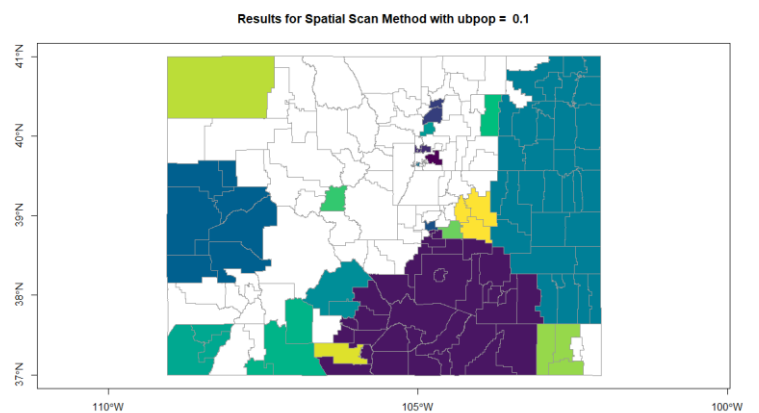 Results for Spatial Scan Method with ubpop =  0.1
41°N
40°N
39°N
38°N
37°N
110°W
105°W
100°W